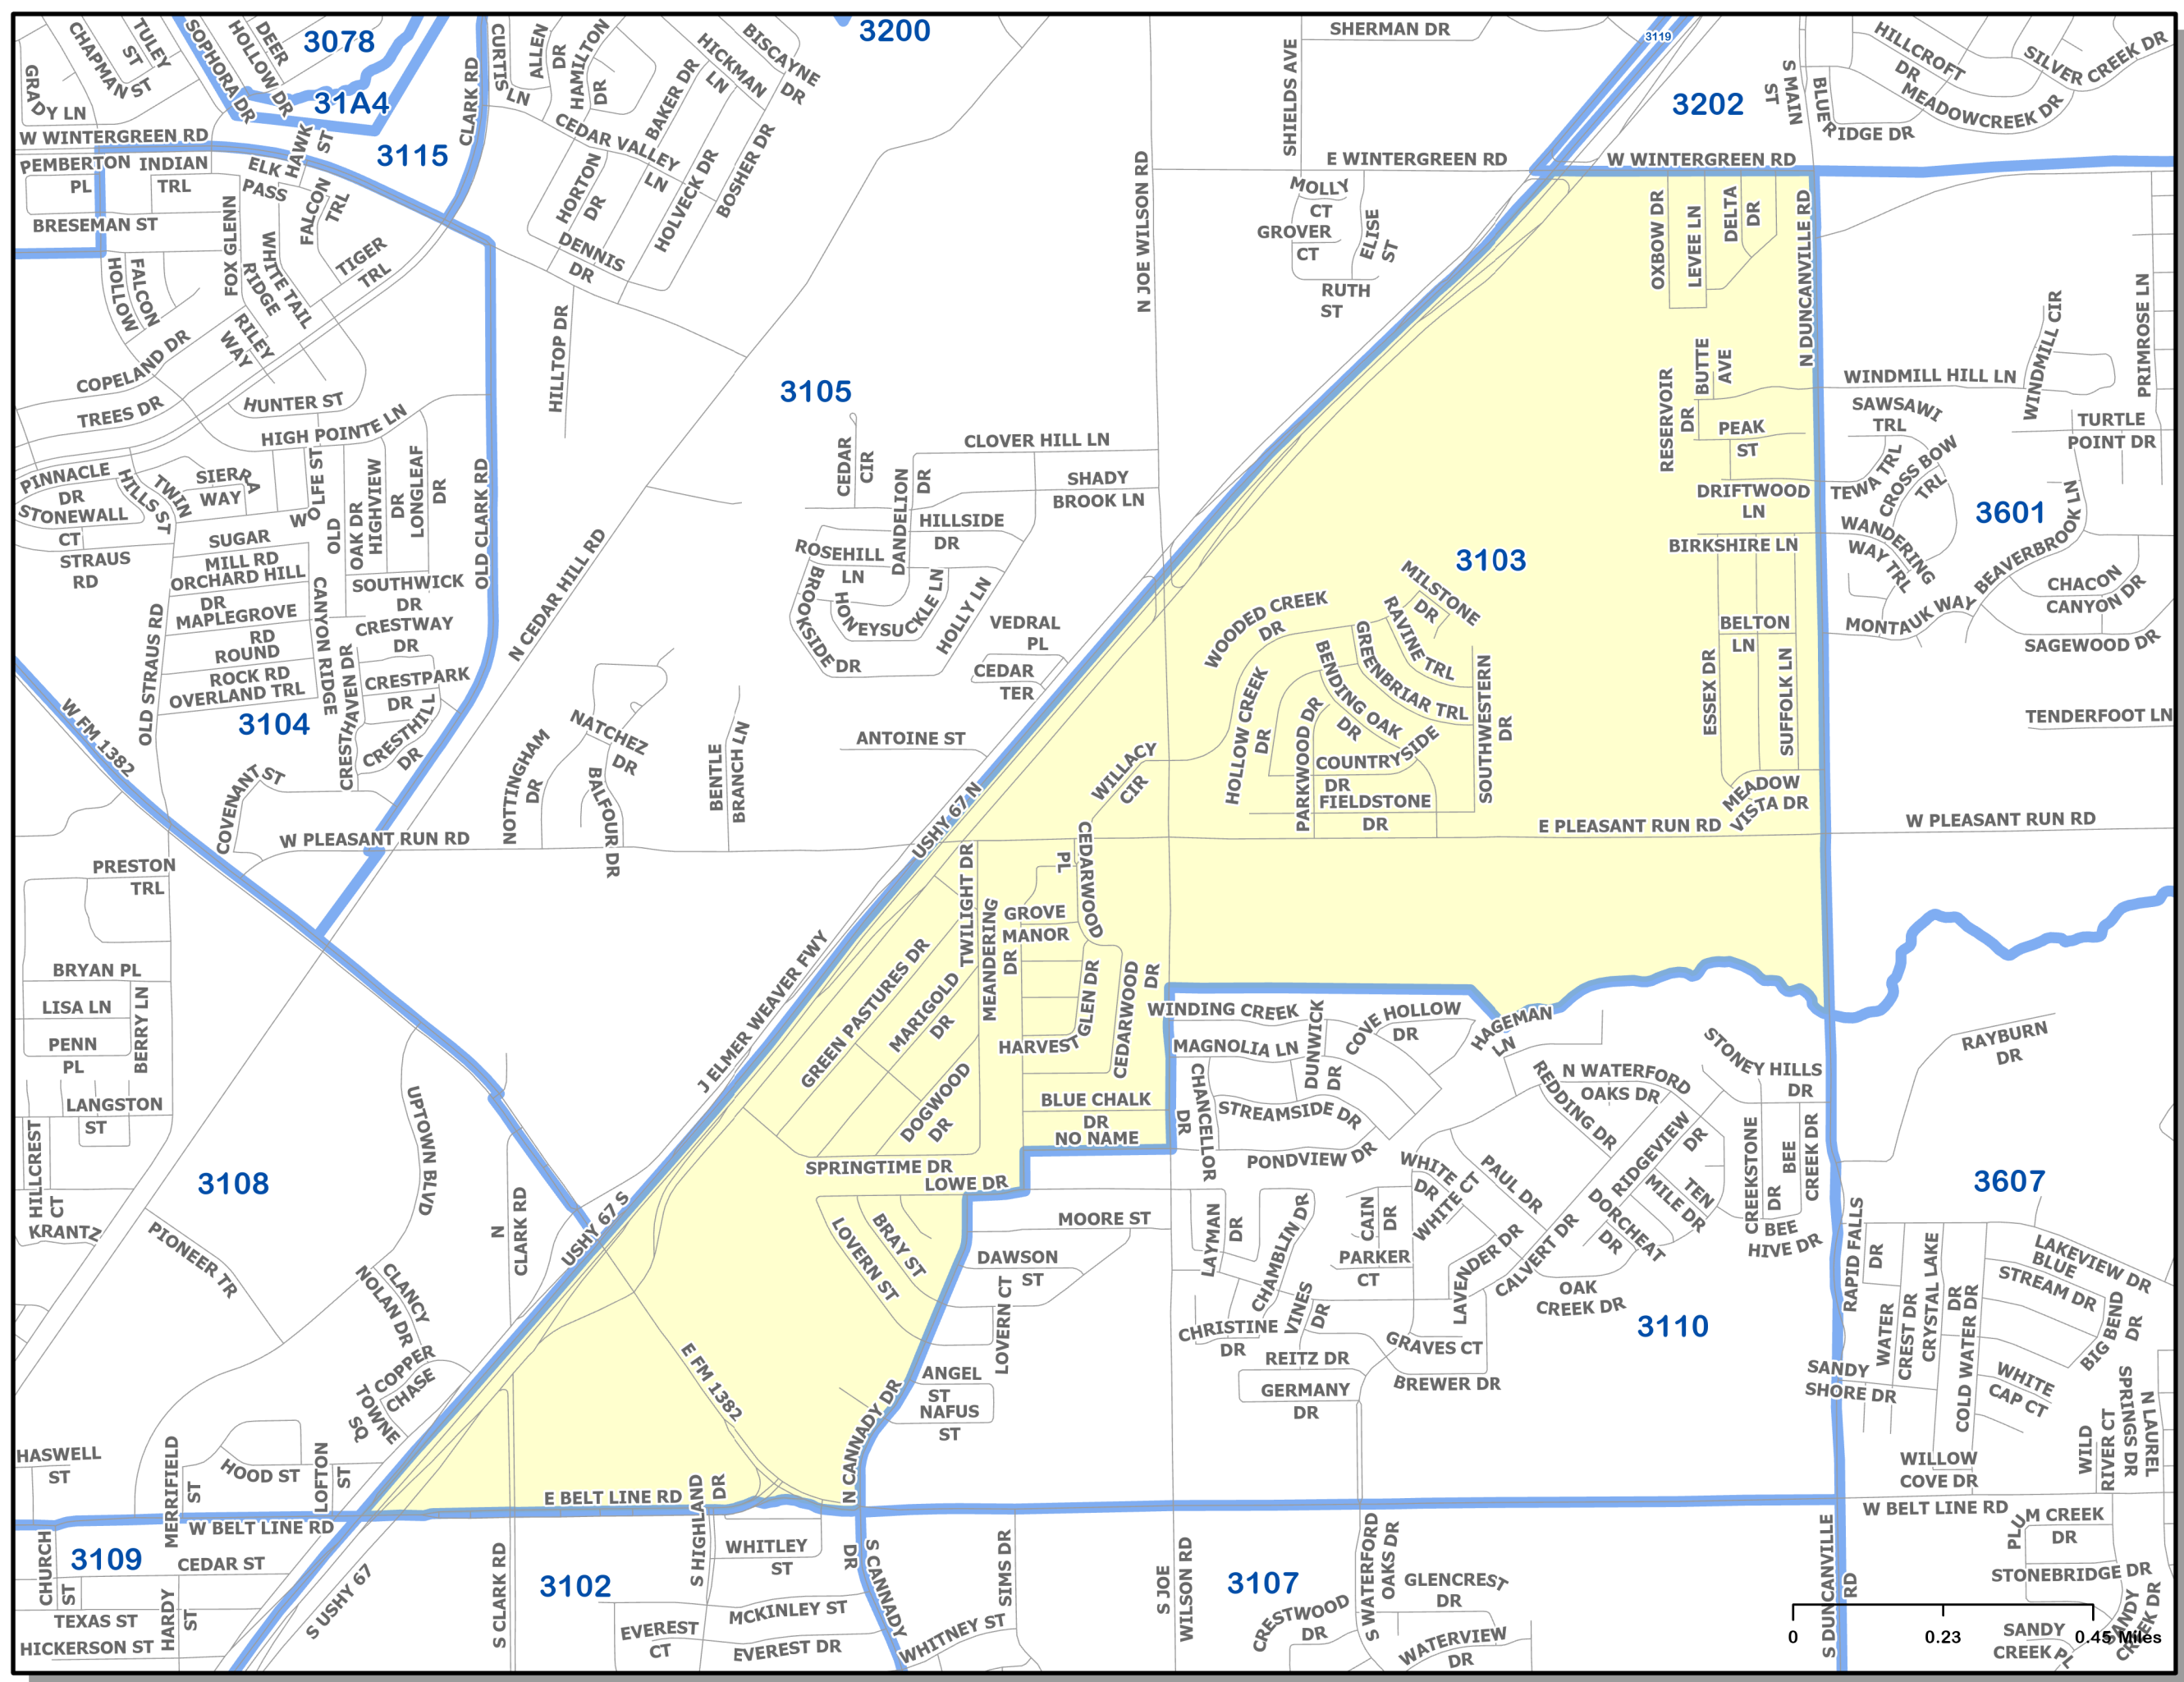 3078
31A4
3115
3200
3119
3202
3105
3103
3601
3104
3108
3607
3110
3109
3102
3107
GRADY LN
CHAPMAN ST
TULEY
ST
SOPHORA DR
HOLLOW DR
DEER
W WINTERGREEN RD
PEMBERTON
PL
INDIAN
TRL
ELK
PASS
HAWK
ST
BRESEMAN ST
FALCON
TRL
FOX GLENN
WHITE TAIL
RIDGE
TIGER
TRL
HOLLOW
FALCON
RILEY
WAY
COPELAND DR
TREES DR
HUNTER ST
HIGH POINTE LN
CLARK RD
CURTIS
LN
ALLEN
DR
HAMILTON
DR
BAKER DR
HICKMAN
LN
BISCAYNE
DR
CEDAR VALLEY
LN
HORTON
DR
HOLVECK DR
BOSHER DR
DENNIS
DR
HILLTOP DR
SHERMAN DR
SHIELDS AVE
N JOE WILSON RD
E WINTERGREEN RD
MOLLY
CT
GROVER
CT
ELISE
ST
RUTH
ST
W WINTERGREEN RD
S MAIN
ST
BLUE
RIDGE DR
HILLCROFT
DR
SILVER CREEK DR
MEADOWCREEK DR
OXBOW DR
LEVEE LN
DELTA
DR
N DUNCANVILLE RD
RESERVOIR
DR
BUTTE
AVE
PEAK
ST
DRIFTWOOD
LN
BIRKSHIRE LN
BELTON
LN
ESSEX DR
SUFFOLK LN
MEADOW
VISTA DR
WINDMILL HILL LN
WINDMILL CIR
PRIMROSE LN
SAWSAWI
TRL
TURTLE
POINT DR
TEWA TRL
CROSS BOW
TRL
WANDERING
WAY TRL
BEAVERBROOK LN
MONTAUK WAY
CHACON
CANYON DR
SAGEWOOD DR
TENDERFOOT LN
W PLEASANT RUN RD
PINNACLE
DR
STONEWALL
CT
STRAUS
RD
HILLS ST
TWIN
SIERRA
WAY
WOLFE ST
SUGAR
MILL RD
ORCHARD HILL
DR
MAPLEGROVE
RD
ROUND
ROCK RD
OVERLAND TRL
OLD
OAK DR
HIGHVIEW
DR
LONGLEAF
DR
OLD CLARK RD
SOUTHWICK
DR
CRESTWAY
DR
CRESTPARK
DR
CRESTHILL
DR
CANYON RIDGE
CRESTHAVEN DR
OLD STRAUS RD
COVENANT ST
W FM 1382
W PLEASANT RUN RD
N CEDAR HILL RD
NOTTINGHAM
DR
NATCHEZ
DR
BALFOUR DR
BENTLE
BRANCH LN
ANTOINE ST
CEDAR
CIR
DANDELION
DR
CLOVER HILL LN
SHADY
BROOK LN
HILLSIDE
DR
ROSEHILL
LN
BROOKSIDE DR
HONEYSUCKLE LN
HOLLY LN
VEDRAL
PL
CEDAR
TER
USHY 67 N
WOODED CREEK
DR
MILSTONE
DR
RAVINE TRL
GREENBRIAR TRL
BENDING OAK
DR
HOLLOW CREEK
DR
PARKWOOD DR
COUNTRYSIDE
DR
FIELDSTONE
DR
SOUTHWESTERN
DR
WILLACY
CIR
E PLEASANT RUN RD
PRESTON
TRL
BRYAN PL
LISA LN
PENN
PL
BERRY LN
LANGSTON
ST
HILLCREST
CT
KRANTZ
PIONEER TR
UPTOWN BLVD
N
CLARK RD
CLANCY
NOLAN DR
COPPER
CHASE
TOWNE
SQ
J ELMER WEAVER FWY
USHY 67 S
TWILIGHT DR
MEANDERING
DR
PL
CEDARWOOD
GROVE
MANOR
GLEN DR
CEDARWOOD
DR
GREEN PASTURES DR
MARIGOLD
DR
HARVEST
DOGWOOD
DR
BLUE CHALK
DR
NO NAME
SPRINGTIME DR
LOWE DR
MOORE ST
DAWSON
ST
BRAY ST
LOVERN ST
LOVERN CT
ANGEL
ST
NAFUS
ST
E FM 1382
N CANNADY DR
E BELT LINE RD
WINDING CREEK
DR
MAGNOLIA LN
DUNWICK
DR
COVE HOLLOW
DR
HAGEMAN
LN
CHANCELLOR
STREAMSIDE DR
PONDVIEW DR
N WATERFORD
OAKS DR
REDDING DR
STONEY HILLS
DR
RIDGEVIEW
DR
CREEKSTONE
DR
BEE
CREEK DR
TEN
MILE DR
DORCHEAT
DR
BEE
HIVE DR
WHITE CT
DR
WHITE
PAUL DR
CAIN
DR
PARKER
CT
LAYMAN
DR
CHAMBLIN DR
VINES
DR
CHRISTINE
DR
LAVENDER DR
CALVERT DR
OAK
CREEK DR
GRAVES CT
REITZ DR
GERMANY
DR
BREWER DR
RAYBURN
DR
RAPID FALLS
DR
LAKEVIEW DR
BLUE
STREAM DR
BIG BEND
DR
WATER
CREST DR
CRYSTAL LAKE
DR
COLD WATER DR
WHITE
CAP CT
SANDY
SHORE DR
WILLOW
COVE DR
WILD
RIVER CT
SPRINGS DR
N LAUREL
W BELT LINE RD
PLUM CREEK
DR
STONEBRIDGE DR
SANDY
CREEK DR
SANDY
CREEK PL
S DUNCANVILLE
RD
HASWELL
ST
MERRIFIELD
ST
HOOD ST
LOFTON
ST
W BELT LINE RD
CHURCH
ST
CEDAR ST
TEXAS ST
HARDY
ST
HICKERSON ST
S USHY 67
S CLARK RD
S HIGHLAND
DR
WHITLEY
ST
MCKINLEY ST
EVEREST
CT
EVEREST DR
S CANNADY
DR
WHITNEY ST
SIMS DR
S JOE
WILSON RD
CRESTWOOD
DR
S WATERFORD
OAKS DR
GLENCREST
DR
WATERVIEW
DR
0
0.23
0.45 Miles